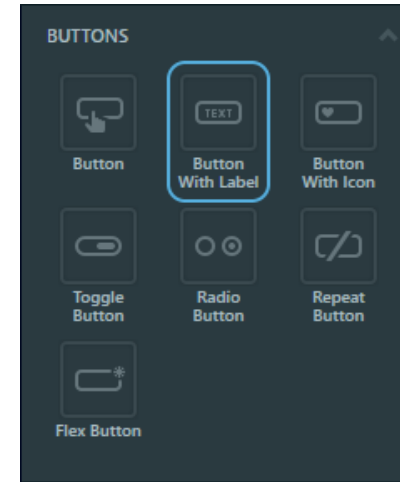 BUTTONS
TEXT
Button
Button
With Label
Button
With Icon
Toggle
Button
Radio
Button
Repeat
Button
Flex Button